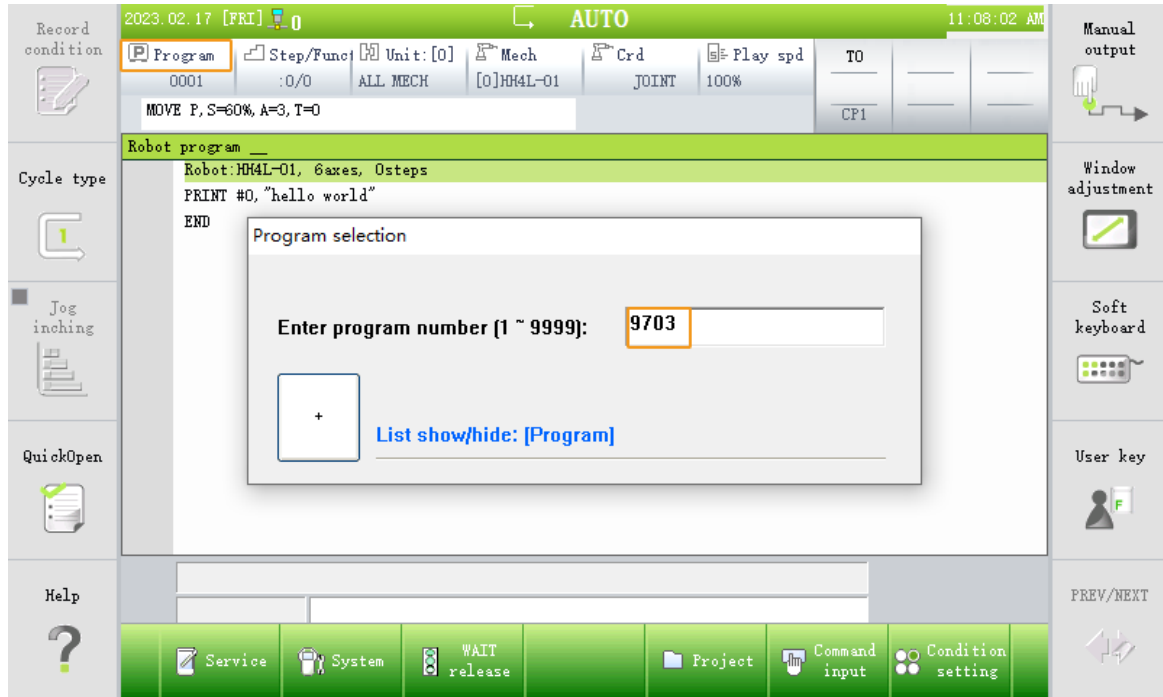 Record
condition
2023.02.17 [FRI] 0 AUTO 11:08:02 AM
Manual
output
P Program Step/Funct Unit:[0] Mech Crd Play spd T0
0001 :0/0 ALL MECH [0]HH4L-01 JOINT 100%
MOVE P, S=60%, A=3, T=0 CP1
Robot program __
Robot:HH4L-01, 6axes, 0steps
PRINT #0,"hello world"
END
Cycle type
1
Window
adjustment
Program selection
Enter program number (1 ~ 9999): 9703
+
List show/hide: [Program]
Jog
inching
Soft
keyboard
QuickOpen
User key
F
Help
?
PREV/NEXT
Service
System
WAIT
release
Project
Command
input
Condition
setting